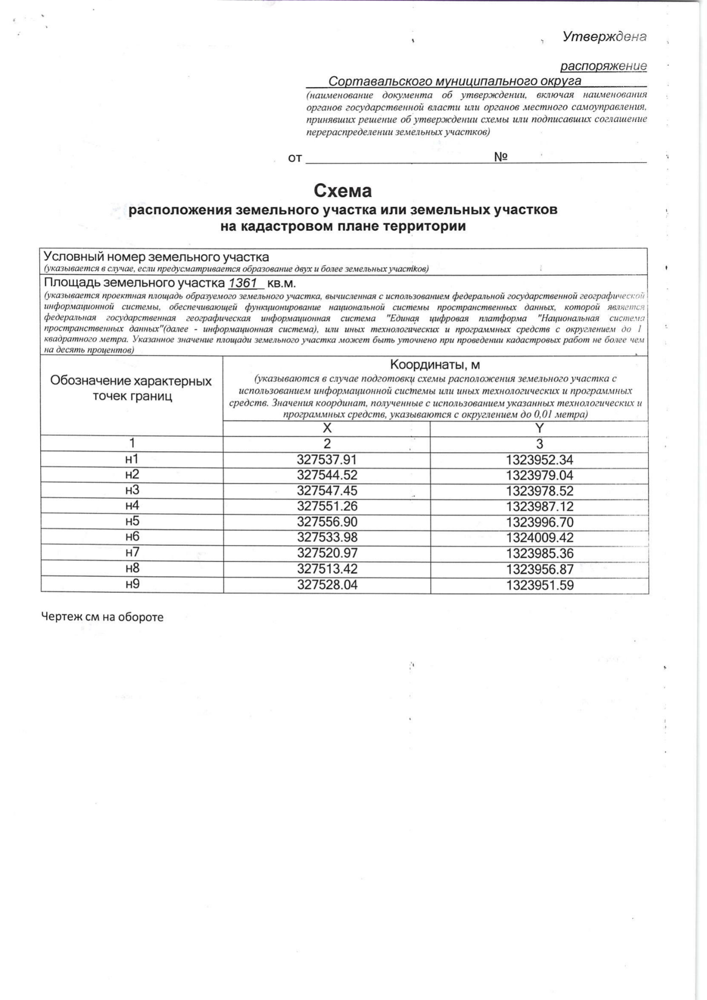 Утверждена
распоряжение
Сортавальского муниципального округа
(наименование документа об утверждении, включая наименования
органов государственной власти или органов местного самоуправления,
принявших решение об утверждении схемы или подписавших соглашение
перераспределении земельных участков)
от № 
Схема
расположения земельного участка или земельных участков
на кадастровом плане территории
Условный номер земельного участка
(указывается в случае, если предусматривается образование двух и более земельных участков)
Площадь земельного участка 1361 кв.м.
(указывается проектная площадь образуемого земельного участка, вычисленная с использованием федеральной государственной географической
информационной системы, обеспечивающей функционирование национальной системы пространственных данных, которой является
федеральная государственная географическая информационная система "Единая цифровая платформа "Национальная система
пространственных данных"(далее - информационная система), или иных технологических и программных средств с округлением до 1
квадратного метра. Указанное значение площади земельного участка может быть уточнено при проведении кадастровых работ не более чем
на десять процентов)
Обозначение характерных
точек границ
Координаты, м
(указываются в случае подготовки схемы расположения земельного участка с
использованием информационной системы или иных технологических и программных
средств. Значения координат, полученные с использованием указанных технологических и
программных средств, указываются с округлением до 0,01 метра)
X Y
1 2 3
н1 327537.91 1323952.34
н2 327544.52 1323979.04
н3 327547.45 1323978.52
н4 327551.26 1323987.12
н5 327556.90 1323996.70
н6 327533.98 1324009.42
н7 327520.97 1323985.36
н8 327513.42 1323956.87
н9 327528.04 1323951.59
Чертеж см на обороте